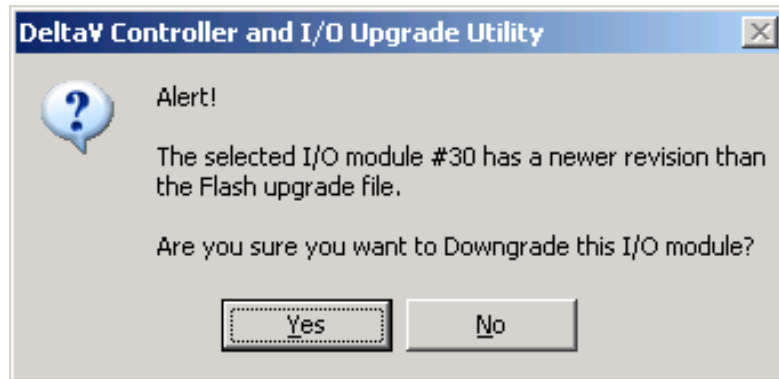 DeltaV Controller and I/O Upgrade Utility
Alert!
The selected I/O module #30 has a newer revision than
the Flash upgrade file.
Are you sure you want to Downgrade this I/O module?
Yes
No